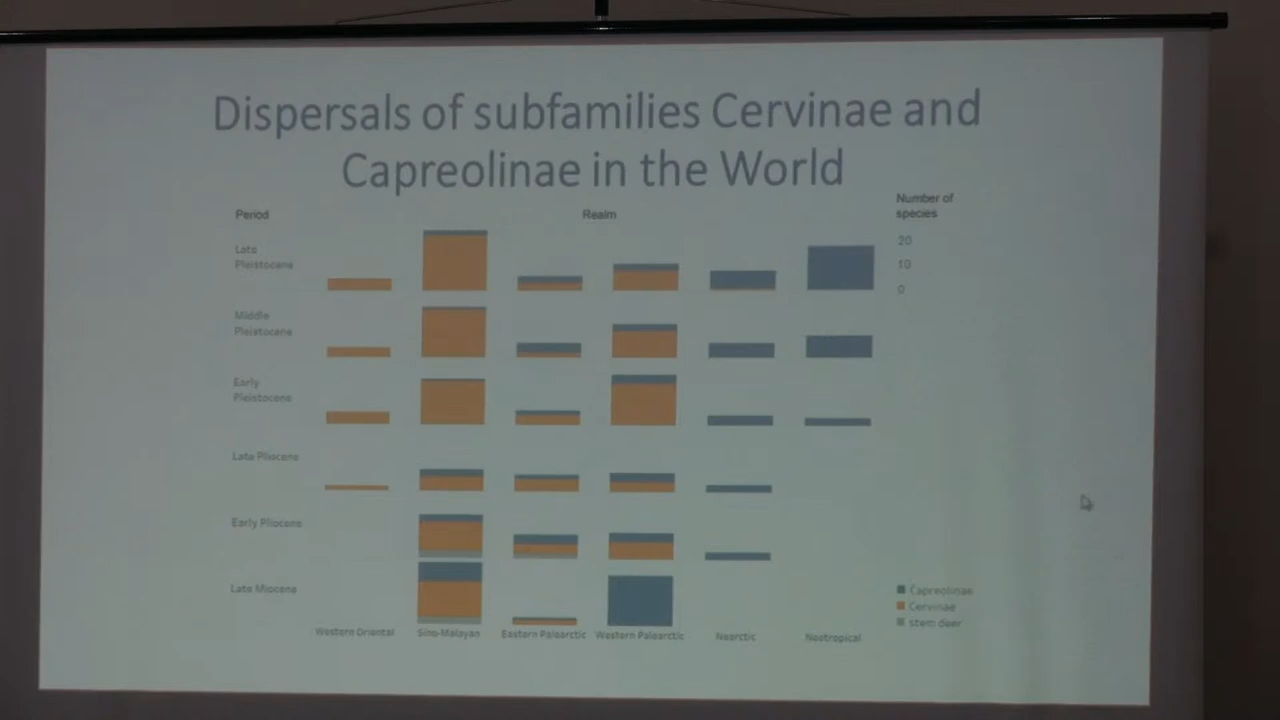 Dispersals of subfamilies Cervinae and
Capreolinae in the World
Period
Realm
Number of
species
Late
Pleistocene
20
10
0
Middle
Pleistocene
Early
Pleistocene
Late Pliocene
Early Pliocene
Late Miocene
Western Oriental
Sino-Malayan
Eastern Palearctic
Western Palearctic
Nearctic
Neotropical
Capreolinae
Cervinae
stem deer